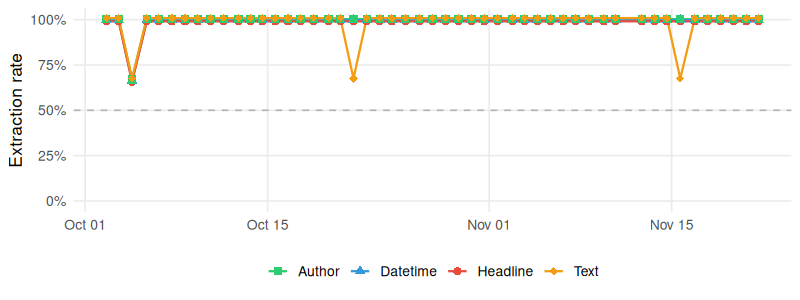 Extraction rate
100%
75%
50%
25%
0%
Oct 01 Oct 15 Nov 01 Nov 15
Author Datetime Headline Text